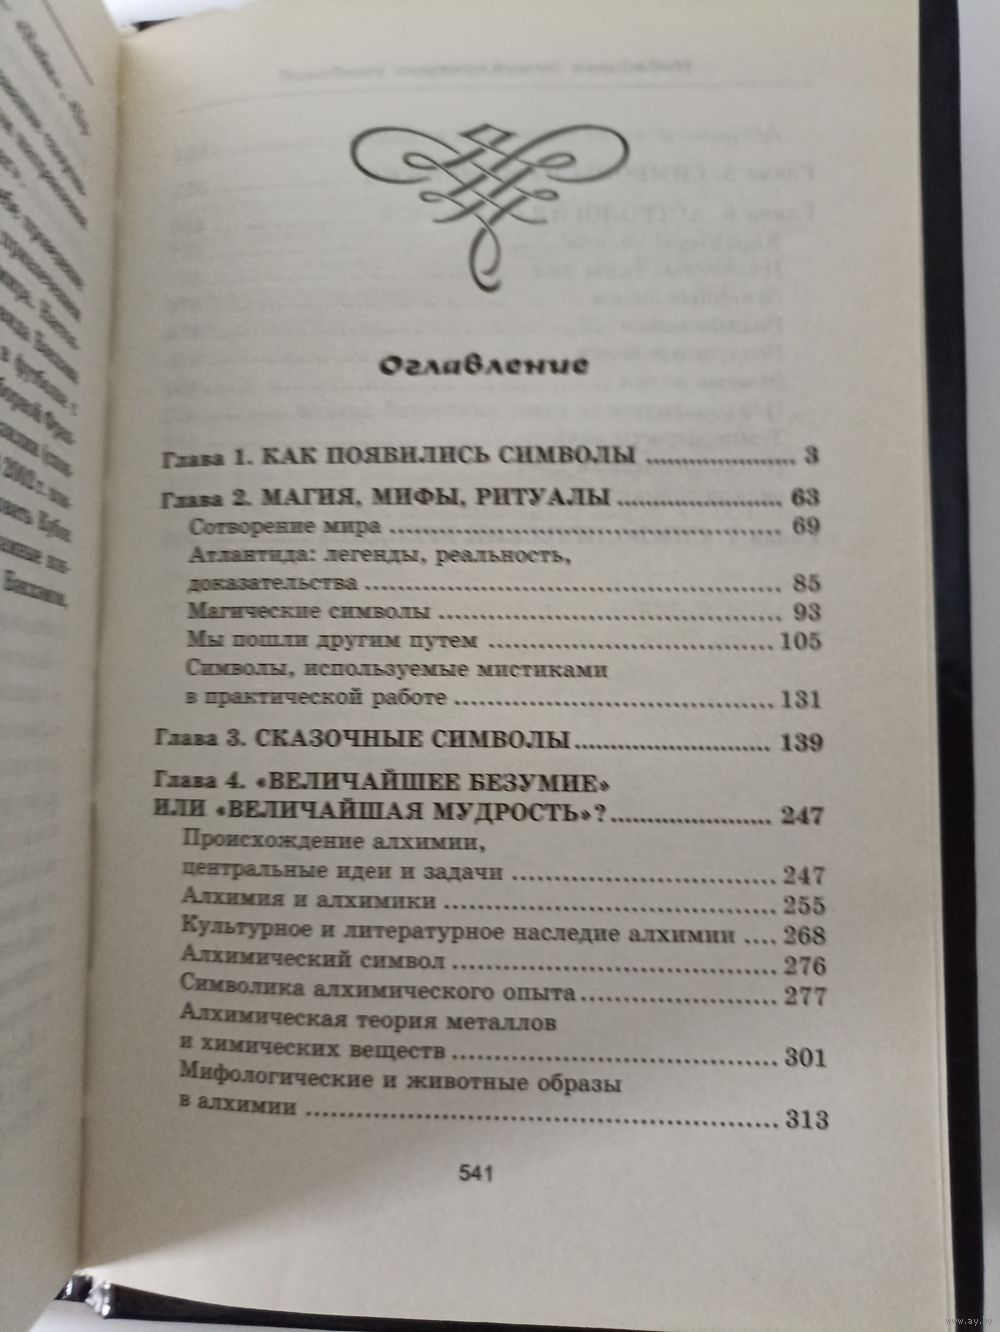 Оглавление
Глава 1. КАК ПОЯВИЛИСЬ СИМВОЛЫ ........................ 3
Глава 2. МАГИЯ, МИФЫ, РИТУАЛЫ ........................ 63
Сотворение мира ........................ 69
Атлантида: легенды, реальность,
доказательства ........................ 85
Магические символы ........................ 93
Мы пошли другим путем ........................ 105
Символы, используемые мистиками
в практической работе ........................ 131
Глава 3. СКАЗОЧНЫЕ СИМВОЛЫ ........................ 139
Глава 4. «ВЕЛИЧАЙШЕЕ БЕЗУМИЕ»
ИЛИ «ВЕЛИЧАЙШАЯ МУДРОСТЬ»? ........................ 247
Происхождение алхимии,
центральные идеи и задачи ........................ 247
Алхимия и алхимики ........................ 255
Культурное и литературное наследие алхимии .... 268
Алхимический символ ........................ 276
Символика алхимического опыта ........................ 277
Алхимическая теория металлов
и химических веществ ........................ 301
Мифологические и животные образы
в алхимии ........................ 313
541
www.ay.by